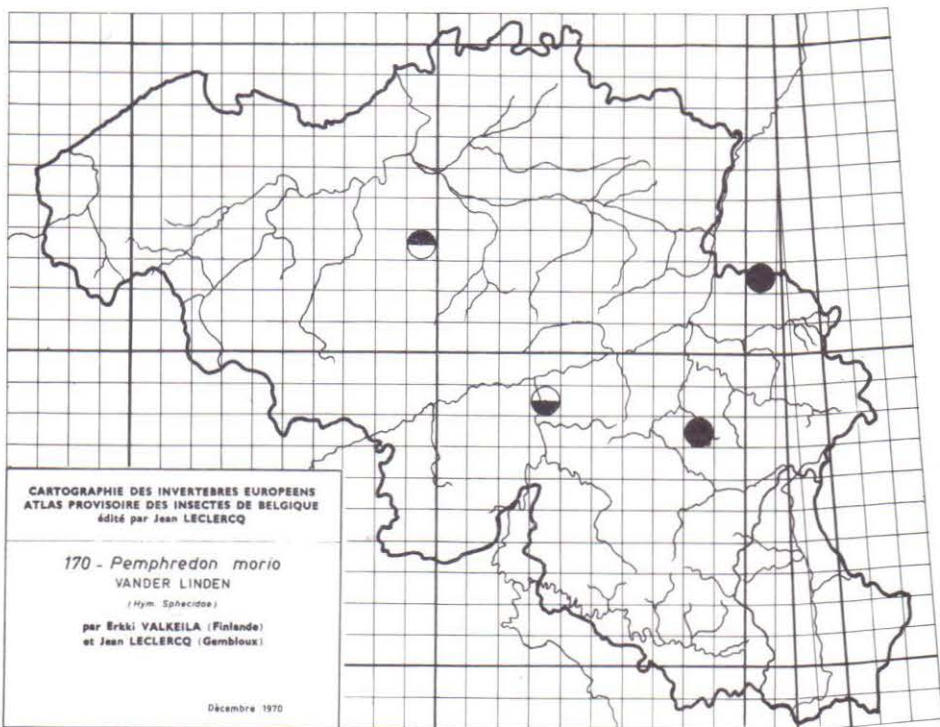 CARTOGRAPHIE DES INVERTEBRES EUROPEENS
ATLAS PROVISOIRE DES INSECTES DE BELGIQUE
édité par Jean LECLERCQ
170 - Pemphredon morio
VANDER LINDEN
(Hym. Sphecidae)
par Erkki VALKEILA (Finlande)
et Jean LECLERCQ (Gembloux)
Décembre 1970